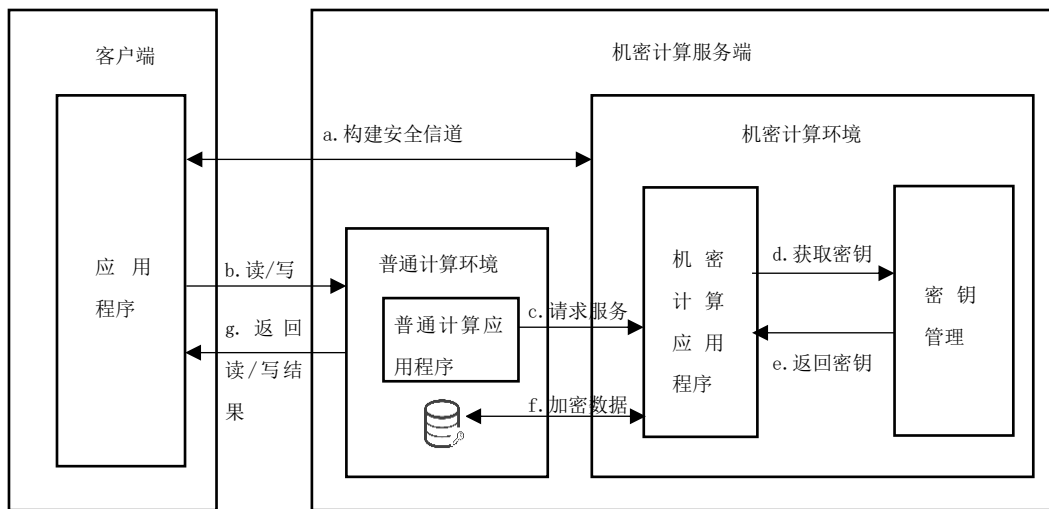 客户端
机密计算服务端
a.构建安全信道
机密计算环境
应 用
程序
b.读/写
g. 返 回
读/写结
果
普通计算环境
普通计算应
用程序
c.请求服务
f.加密数据
机 密
计 算
应 用
程序
d.获取密钥
e.返回密钥
密 钥
管理